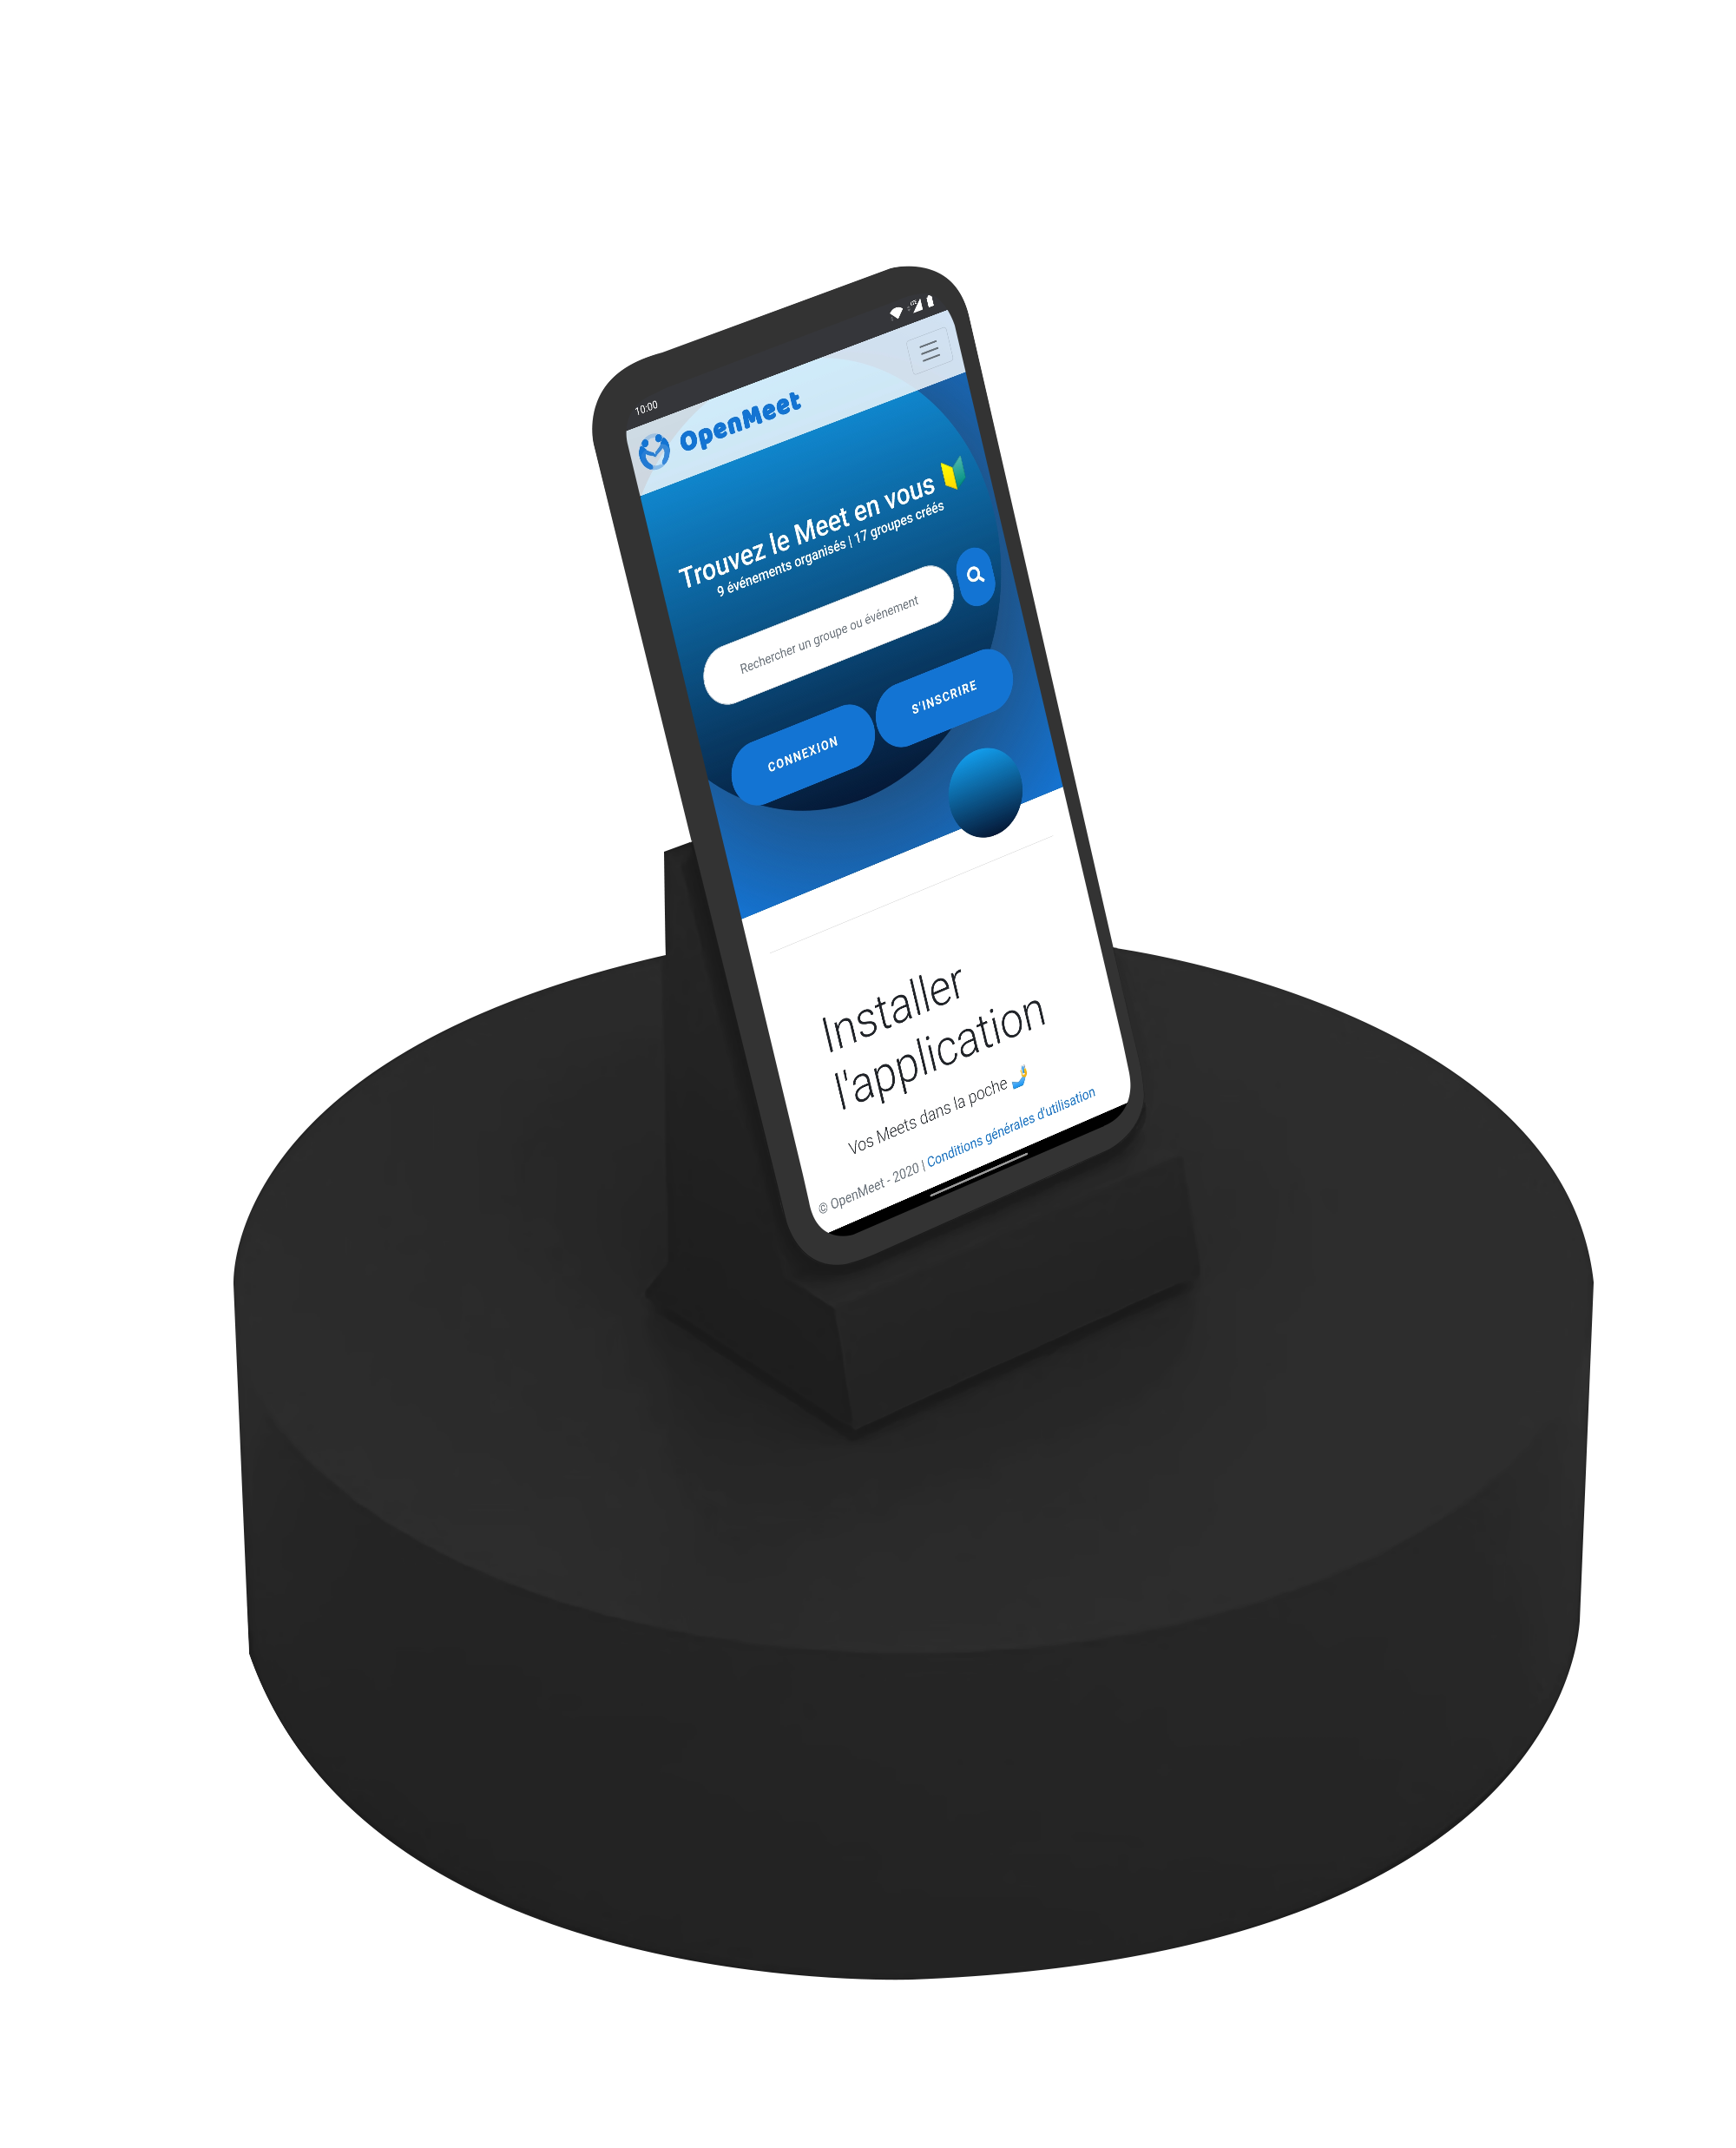 10:00
OpenMeet
Trouvez le Meet en vous 🔰
9 événements organisés | 17 groupes créés
Rechercher un groupe ou événement
CONNEXION
S'INSCRIRE
Installer
l'application
Vos Meets dans la poche 🤳
© OpenMeet - 2020 | Conditions générales d'utilisation